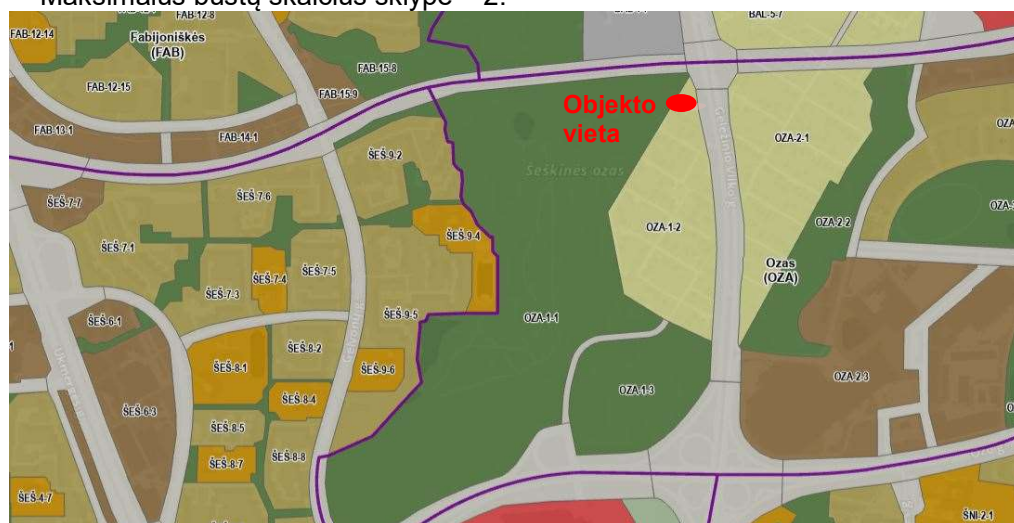 Maksimalus būstų skaičius sklype – 2.
FAB-12-8
BAL-5-7
FAB-12-14
Fabijoniškės
(FAB)
FAB-15-8
FAB-12-15
FAB-15-9
Objekto
vieta
FAB-13-1
FAB-14-1
OZA-2-1
ŠEŠ-9-2
Geležinio Vilko g.
Šeškinės ozas
ŠEŠ-7-7
ŠEŠ-7-6
OZA-1-2
OZA-2-2
ŠEŠ-7-1
ŠEŠ-9-4
ŠEŠ-7-5
ŠEŠ-7-4
Ozas
(OZA)
ŠEŠ-7-3
ŠEŠ-9-5
OZA-1-1
ŠEŠ-6-1
ŠEŠ-8-2
ŠEŠ-8-1
ŠEŠ-9-6
OZA-2-3
OZA-1-3
ŠEŠ-8-4
ŠEŠ-6-3
ŠEŠ-8-5
ŠEŠ-8-8
ŠEŠ-8-7
Ozo g.
ŠEŠ-4-7
ŠNI-2-1